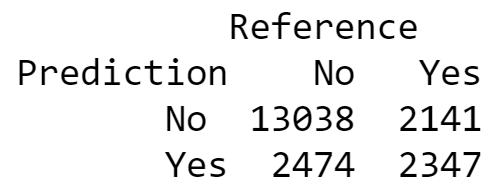 Reference
Prediction No Yes
No 13038 2141
Yes 2474 2347